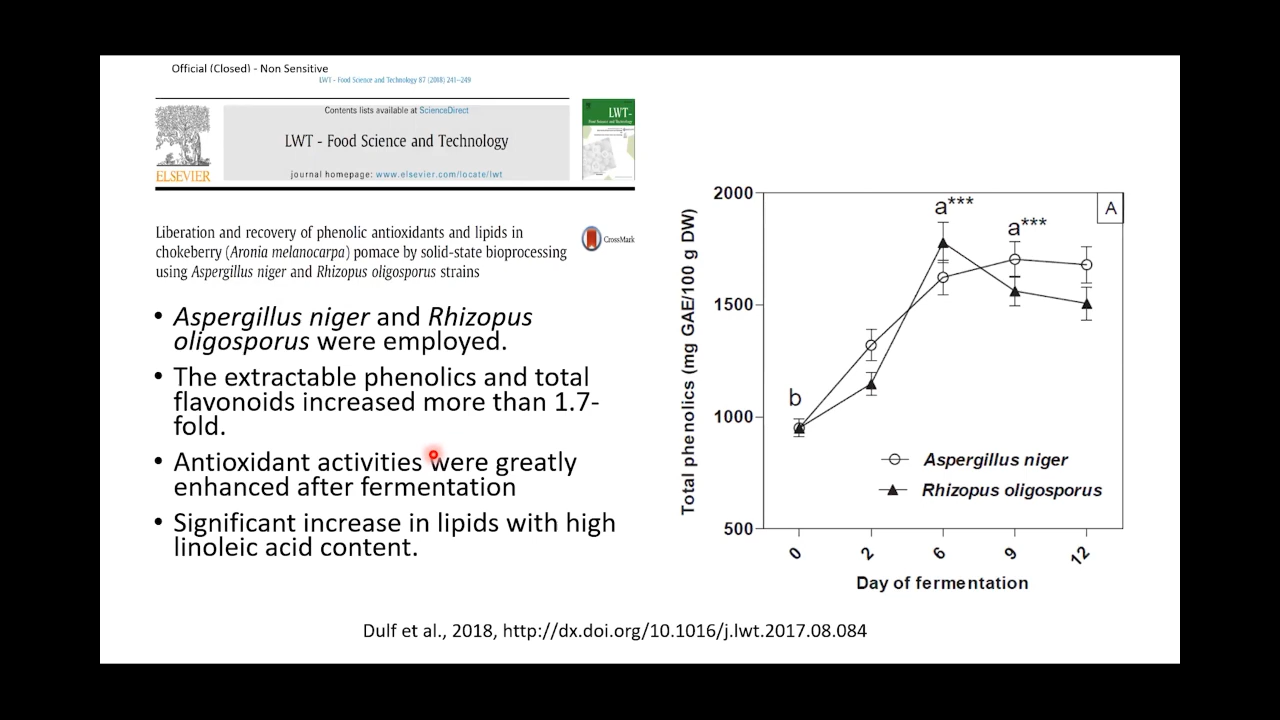 Official (Closed) - Non Sensitive
LWT - Food Science and Technology 87 (2018) 241–249
Contents lists available at ScienceDirect
LWT - Food Science and Technology
journal homepage: www.elsevier.com/locate/lwt
ELSEVIER
LWT-
Liberation and recovery of phenolic antioxidants and lipids in
chokeberry (Aronia melanocarpa) pomace by solid-state bioprocessing
using Aspergillus niger and Rhizopus oligosporus strains
CrossMark
• Aspergillus niger and Rhizopus
oligosporus were employed.
• The extractable phenolics and total
flavonoids increased more than 1.7-
fold.
• Antioxidant activities were greatly
enhanced after fermentation
• Significant increase in lipids with high
linoleic acid content.
A
Total phenolics (mg GAE/100 g DW)
2000
1500
1000
500
b
a***
a***
Aspergillus niger
Rhizopus oligosporus
0
2
6
9
12
Day of fermentation
Dulf et al., 2018, http://dx.doi.org/10.1016/j.lwt.2017.08.084